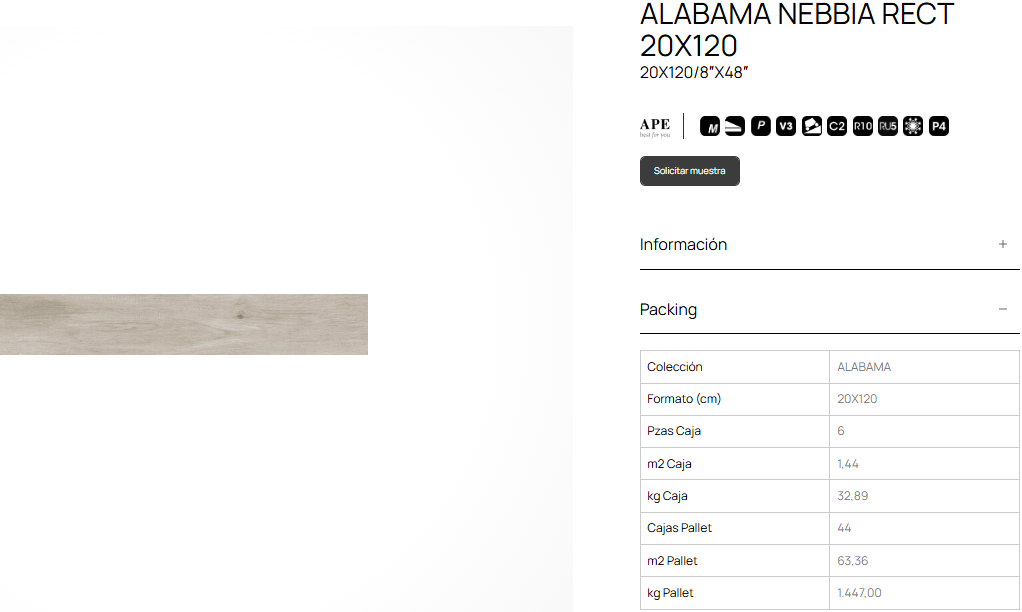 ALABAMA NEBBIA RECT
20X120
20X120/8"X48"
APE
best for you
M P V3 C2 R10 RU5 P4
Solicitar muestra
Información
Packing
Colección ALABAMA
Formato (cm) 20X120
Pzas Caja 6
m2 Caja 1,44
kg Caja 32,89
Cajas Pallet 44
m2 Pallet 63,36
kg Pallet 1.447,00